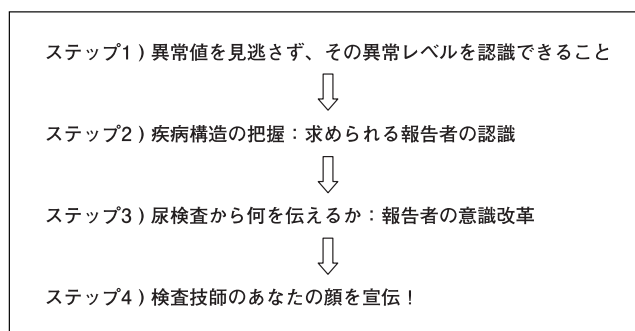 ステップ1）異常値を見逃さず、その異常レベルを認識できること
ステップ2）疾病構造の把握：求められる報告者の認識
ステップ3）尿検査から何を伝えるか：報告者の意識改革
ステップ4）検査技師のあなたの顔を宣伝！